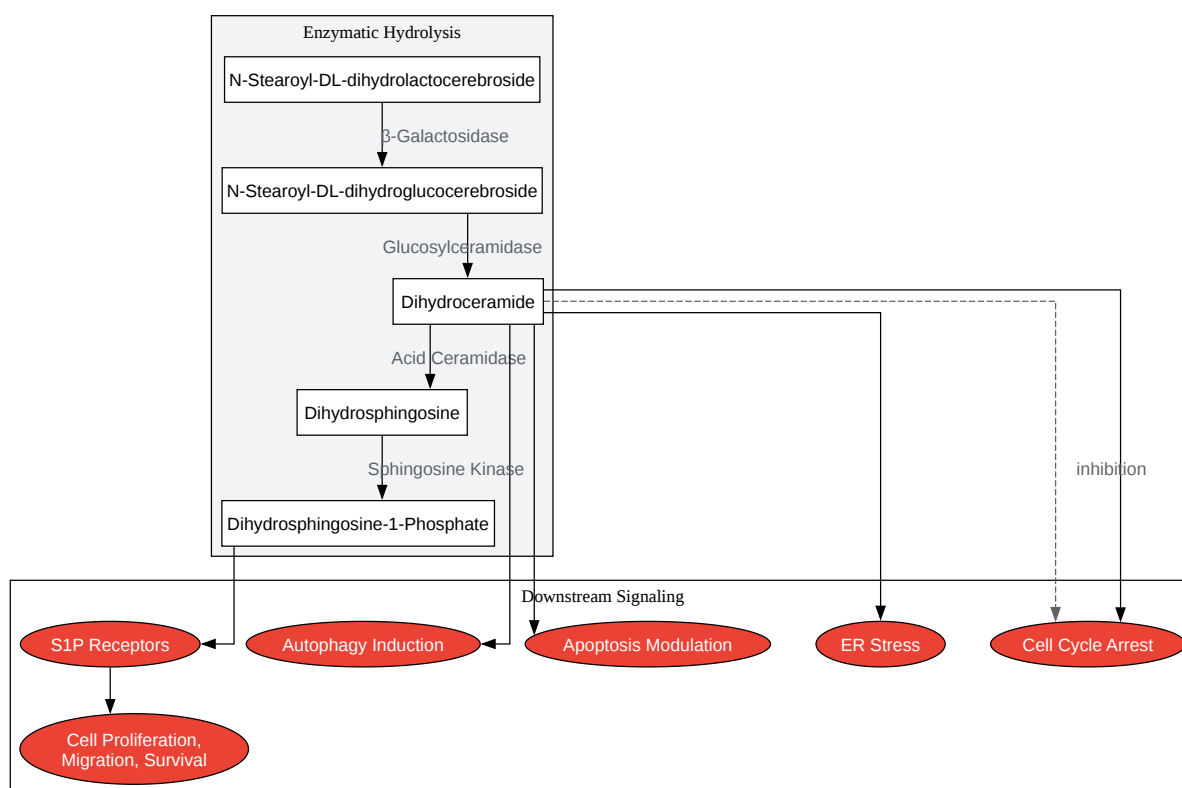 Enzymatic Hydrolysis
N-Stearoyl-DL-dihydrolactocerebroside
ß-Galactosidase
N-Stearoyl-DL-dihydroglucocerebroside
Glucosylceramidase
Dihydroceramide
Acid Ceramidase
Dihydrosphingosine
Sphingosine Kinase
inhibition
Dihydrosphingosine-1-Phosphate
Downstream Signaling
S1P Receptors
Autophagy Induction
Apoptosis Modulation
ER Stress
Cell Cycle Arrest
Cell Proliferation,
Migration, Survival